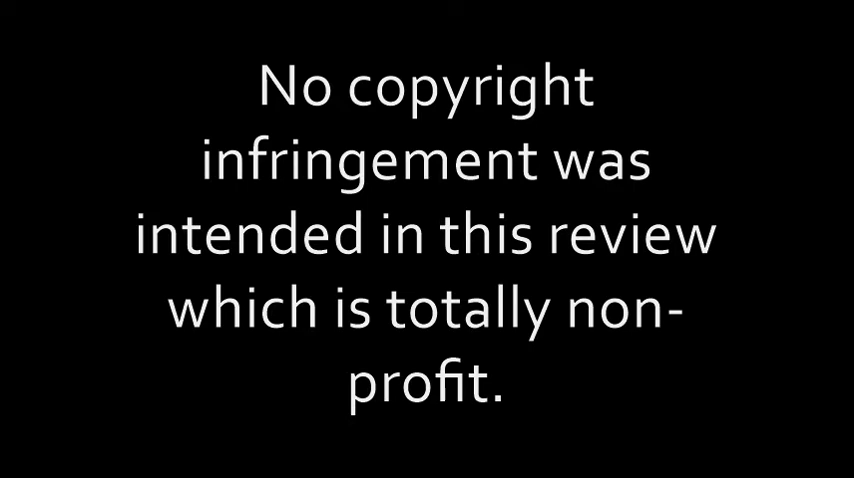 No copyright
infringement was
intended in this review
which is totally non-
profit.